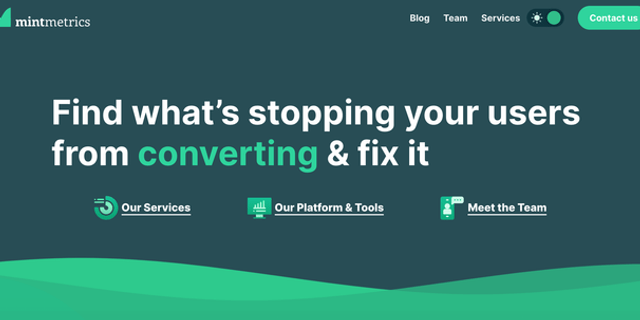 mintmetrics
Blog Team Services Contact us
Find what’s stopping your users
from converting & fix it
Our Services Our Platform & Tools Meet the Team